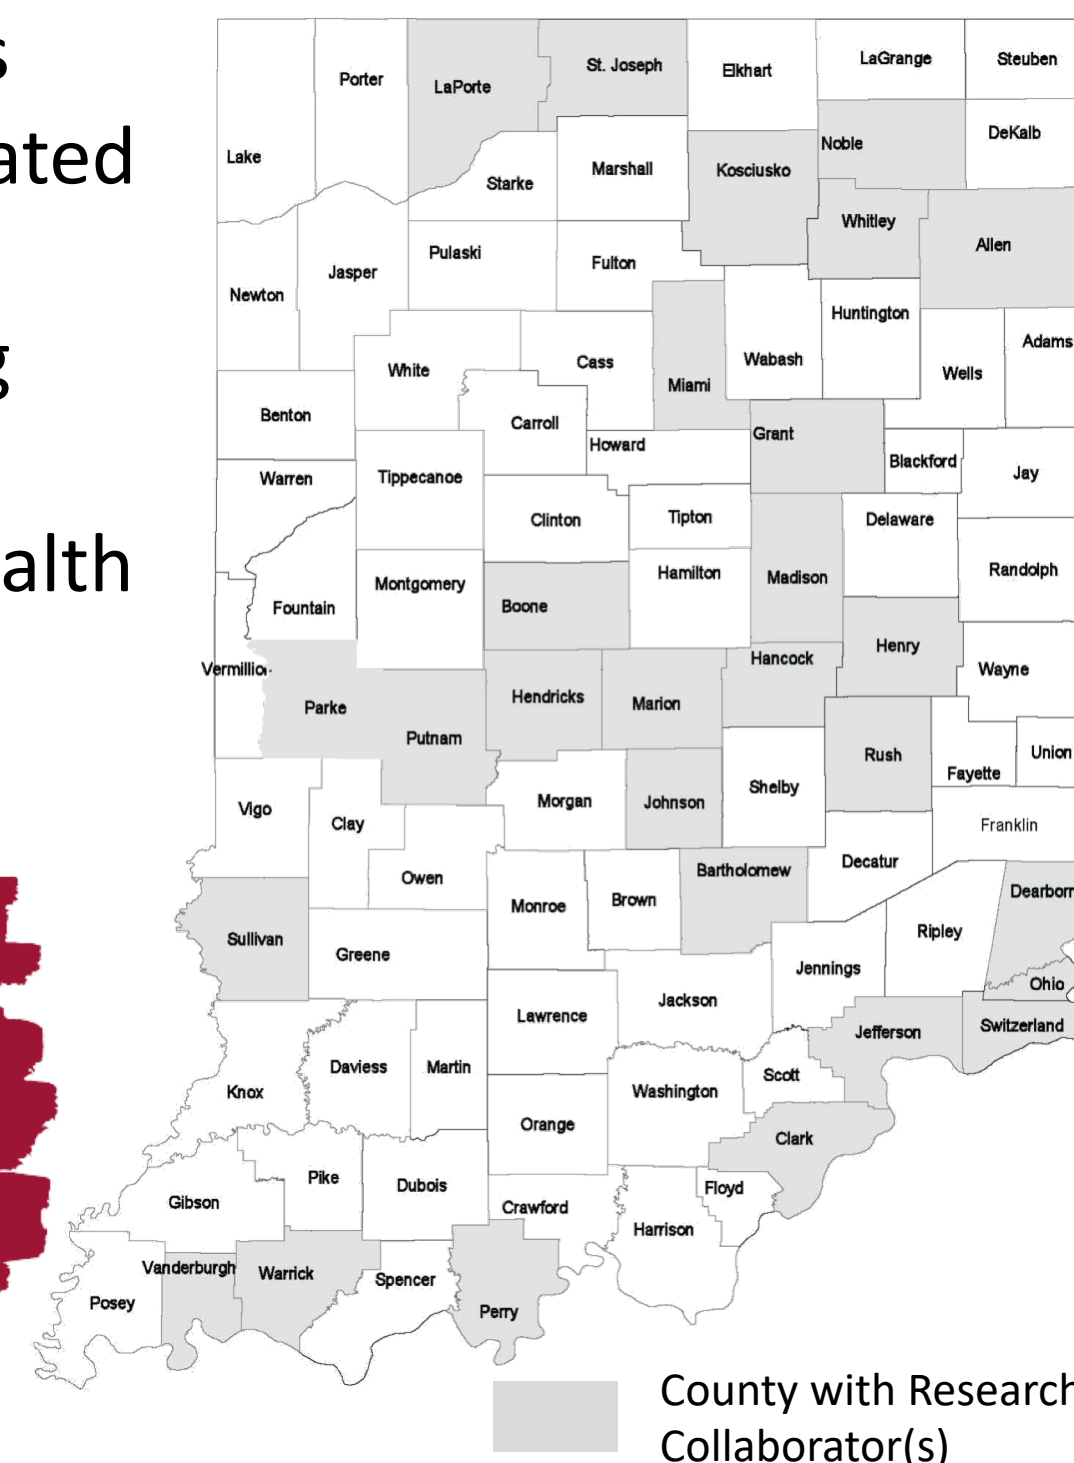 s
ated
g
alth
St. Joseph
LaGrange
Steuben
Elkhart
Porter
LaPorte
DeKalb
Noble
Lake
Marshall
Kosciusko
Starke
Whitley
Allen
Pulaski
Fulton
Jasper
Newton
Huntington
Adams
Cass
Wabash
White
Wells
Miami
Benton
Carroll
Grant
Howard
Blackford
Jay
Warren
Tippecanoe
Clinton
Tipton
Delaware
Randolph
Hamilton
Madison
Montgomery
Boone
Fountain
Henry
Hancock
Vermillion
Wayne
Hendricks
Marion
Parke
Putnam
Union
Rush
Fayette
Shelby
Morgan
Johnson
Vigo
Clay
Franklin
Decatur
Bartholomew
Owen
Dearborn
Brown
Monroe
Ripley
Sullivan
Greene
Jennings
Ohio
Jackson
Lawrence
Switzerland
Jefferson
Daviess
Martin
Scott
Knox
Washington
Orange
Clark
Pike
Dubois
Floyd
Gibson
Crawford
Harrison
Vanderburgh
Warrick
Spencer
Posey
Perry
County with Research
Collaborator(s)